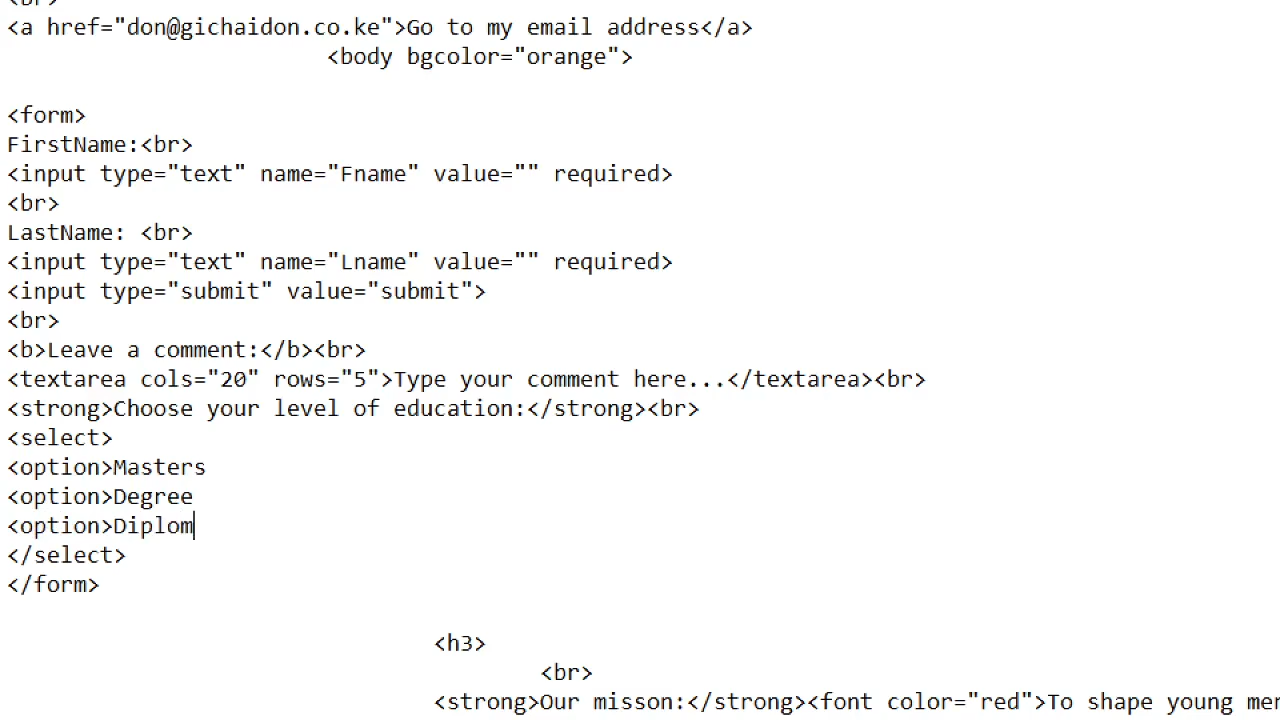 <br>
<a href="don@gichaidon.co.ke">Go to my email address</a>
<body bgcolor="orange">
<form>
FirstName:<br>
<input type="text" name="Fname" value="" required>
<br>
LastName: <br>
<input type="text" name="Lname" value="" required>
<input type="submit" value="submit">
<br>
<b>Leave a comment:</b><br>
<textarea cols="20" rows="5">Type your comment here...</textarea><br>
<strong>Choose your level of education:</strong><br>
<select>
<option>Masters
<option>Degree
<option>Diplom
</select>
</form>
<h3>
<br>
<strong>Our misson:</strong><font color="red">To shape young